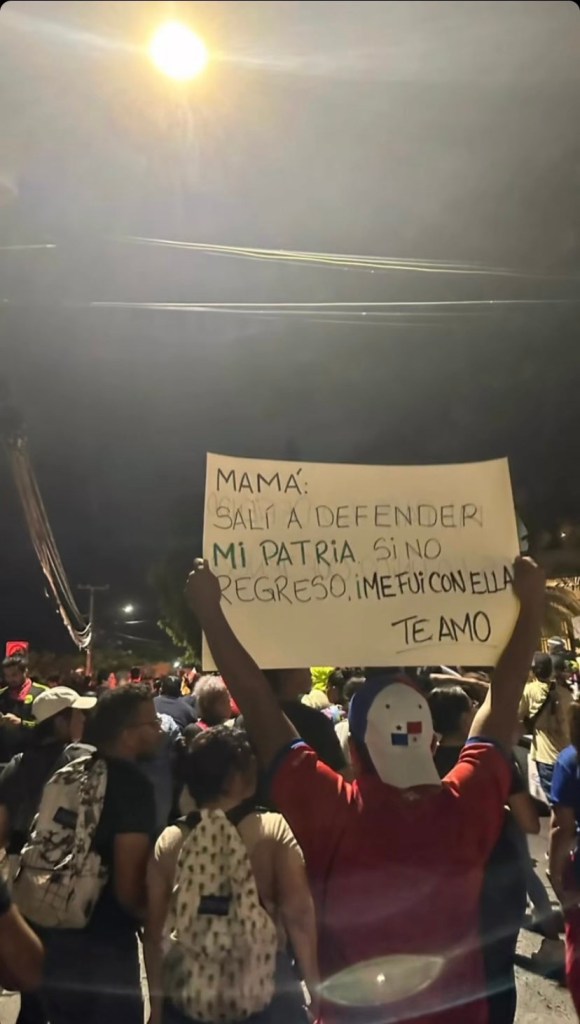 MAMÁ:
SALÍ A DEFENDER
Mi PATRIA, Si NO
REGRESO, ¡ME FUi CON ELLA
TE AMO